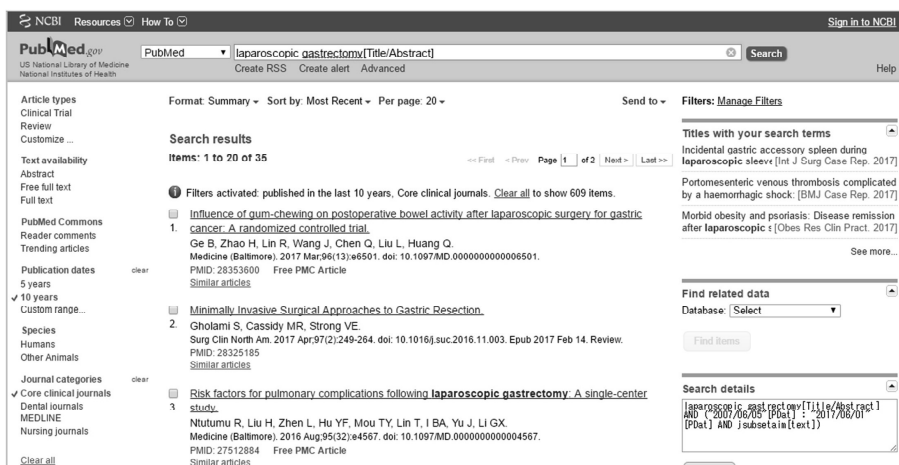 NCBI Resources How To Sign in to NCBI
PubMed.gov
US National Library of Medicine
National Institutes of Health
PubMed laparoscopic gastrectomy[Title/Abstract] Search
Create RSS Create alert Advanced Help
Article types
Clinical Trial
Review
Customize ...
Text availability
Abstract
Free full text
Full text
PubMed Commons
Reader comments
Trending articles
Publication dates clear
5 years
10 years
Custom range...
Species
Humans
Other Animals
Journal categories clear
Core clinical journals
Dental journals
MEDLINE
Nursing journals
Clear all
Format: Summary Sort by: Most Recent Per page: 20 Send to
Search results
Items: 1 to 20 of 35 << First < Prev Page 1 of 2 Next > Last >>
Filters activated: published in the last 10 years, Core clinical journals. Clear all to show 609 items.
Influence of gum-chewing on postoperative bowel activity after laparoscopic surgery for gastric
1. cancer: A randomized controlled trial.
Ge B, Zhao H, Lin R, Wang J, Chen Q, Liu L, Huang Q.
Medicine (Baltimore). 2017 Mar;96(13):e6501. doi: 10.1097/MD.0000000000006501.
PMID: 28353600 Free PMC Article
Similar articles
Minimally Invasive Surgical Approaches to Gastric Resection.
2. Gholami S, Cassidy MR, Strong VE.
Surg Clin North Am. 2017 Apr;97(2):249-264. doi: 10.1016/j.suc.2016.11.003. Epub 2017 Feb 14. Review.
PMID: 28325185
Similar articles
Risk factors for pulmonary complications following laparoscopic gastrectomy: A single-center
3. study.
Ntutumu R, Liu H, Zhen L, Hu YF, Mou TY, Lin T, I BA, Yu J, Li GX.
Medicine (Baltimore). 2016 Aug;95(32):e4567. doi: 10.1097/MD.0000000000004567.
PMID: 27512884 Free PMC Article
Similar articles
Filters: Manage Filters
Titles with your search terms
Incidental gastric accessory spleen during
laparoscopic sleeve [Int J Surg Case Rep. 2017]
Portomesenteric venous thrombosis complicated
by a haemorrhagic shock: [BMJ Case Rep. 2017]
Morbid obesity and psoriasis: Disease remission
after laparoscopic s [Obes Res Clin Pract. 2017]
See more...
Find related data
Database: Select
Find items
Search details
laparoscopic gastrectomy[Title/Abstract]
AND ("2007/06/05"[PDat] : "2017/06/01"
[PDat] AND jsubsetaim[text])